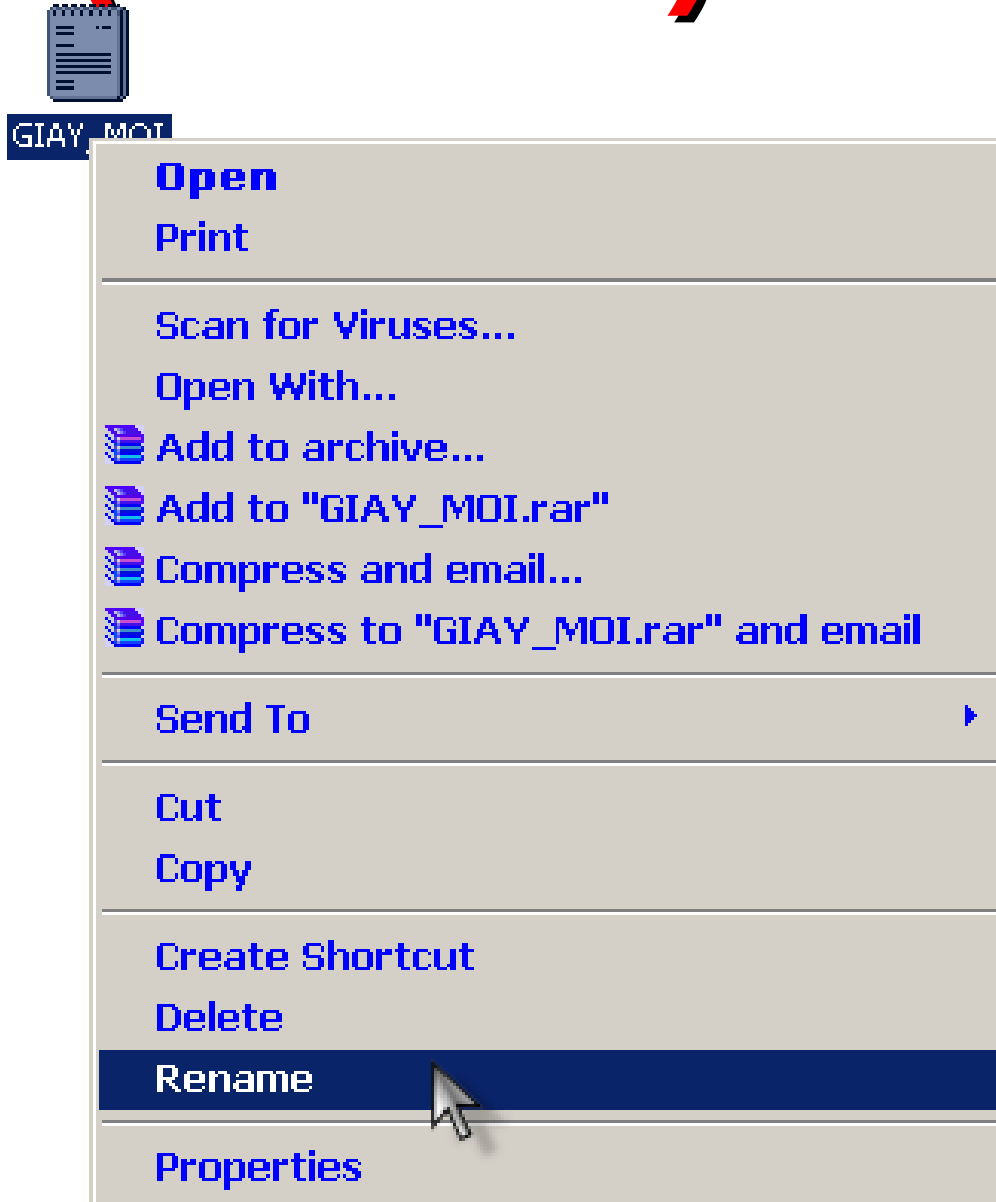 GIAY_MOI
Open
Print
Scan for Viruses...
Open With...
Add to archive...
Add to "GIAY_MOI.rar"
Compress and email...
Compress to "GIAY_MOI.rar" and email
Send To
Cut
Copy
Create Shortcut
Delete
Rename
Properties